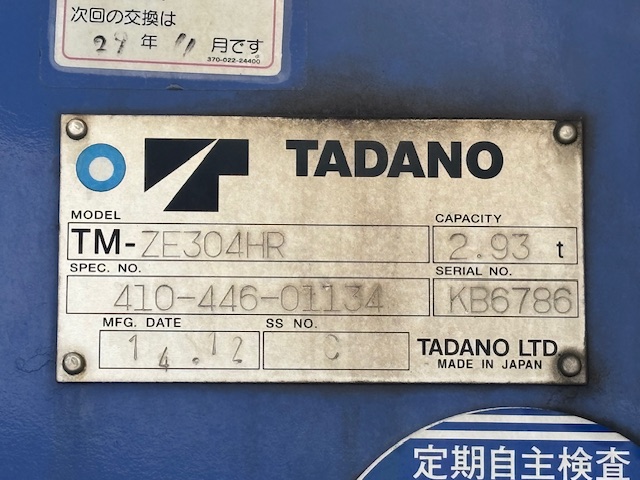 次回の交換は
29 年 11 月です
370-022-24400
TADANO
MODEL
TM-ZE304HR
CAPACITY
2.93 t
SPEC. NO.
410-446-01134
SERIAL NO.
KB6786
MFG. DATE
14.12
SS NO.
C
TADANO LTD.
MADE IN JAPAN
定期自主検査